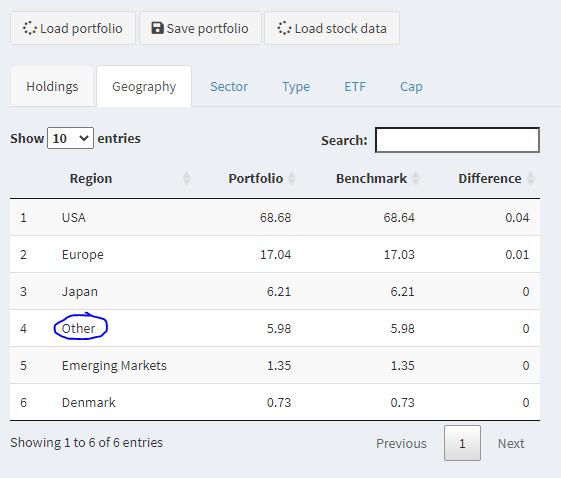 Load portfolio Save portfolio Load stock data
Holdings Geography Sector Type ETF Cap
Show 10 entries Search:
Region Portfolio Benchmark Difference
1 USA 68.68 68.64 0.04
2 Europe 17.04 17.03 0.01
3 Japan 6.21 6.21 0
4 Other 5.98 5.98 0
5 Emerging Markets 1.35 1.35 0
6 Denmark 0.73 0.73 0
Showing 1 to 6 of 6 entries Previous 1 Next